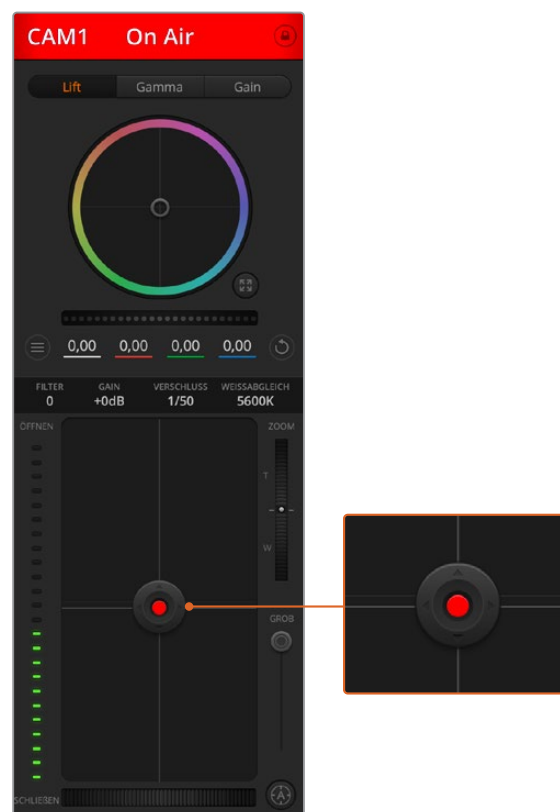 CAM1 On Air
Lift Gamma Gain
0,00 0,00 0,00 0,00
FILTER GAIN VERSCHLUSS WEISSABGLEICH
0 +0dB 1/50 5600K
ÖFFNEN ZOOM
T
W
GROB
SCHLIEẞEN
A